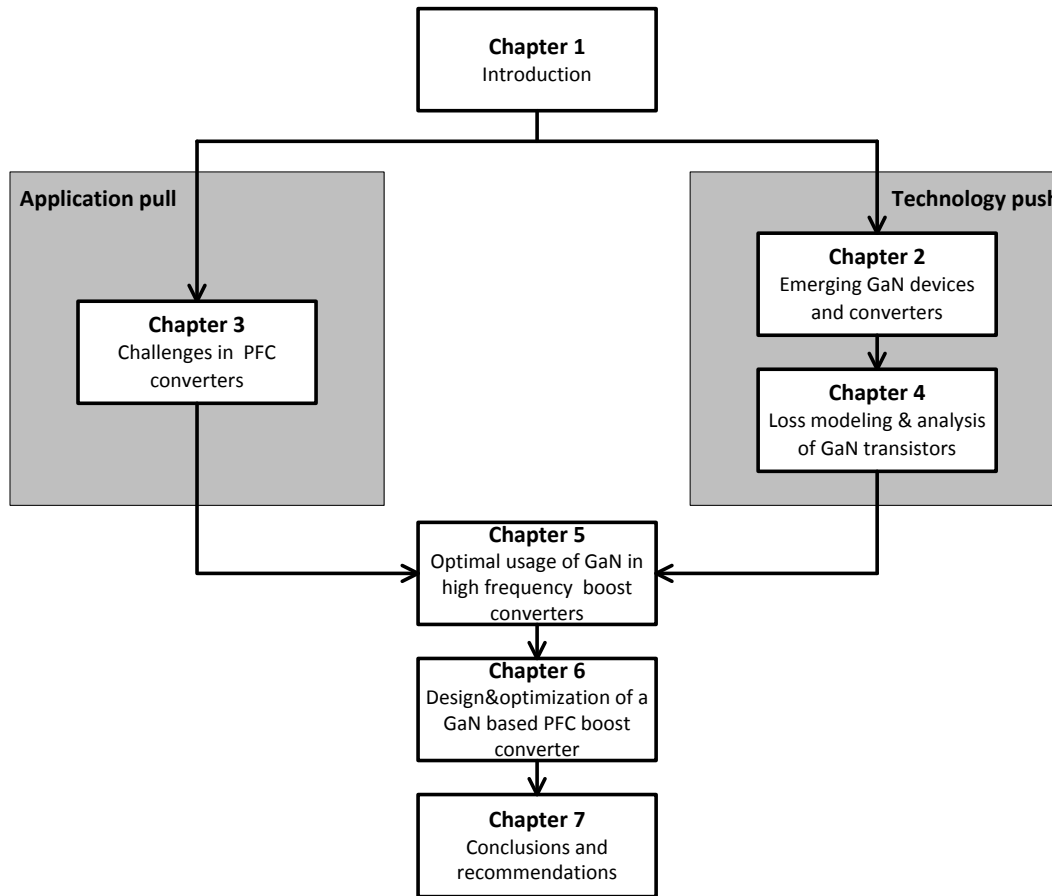 Chapter 1
Introduction
Application pull
Technology push
Chapter 2
Emerging GaN devices
and converters
Chapter 3
Challenges in  PFC
converters
Chapter 4
Loss modeling & analysis
of GaN transistors
Chapter 5
Optimal usage of GaN in
high frequency  boost
converters
Chapter 6
Design&optimization of a
GaN based PFC boost
converter
Chapter 7
Conclusions and
recommendations